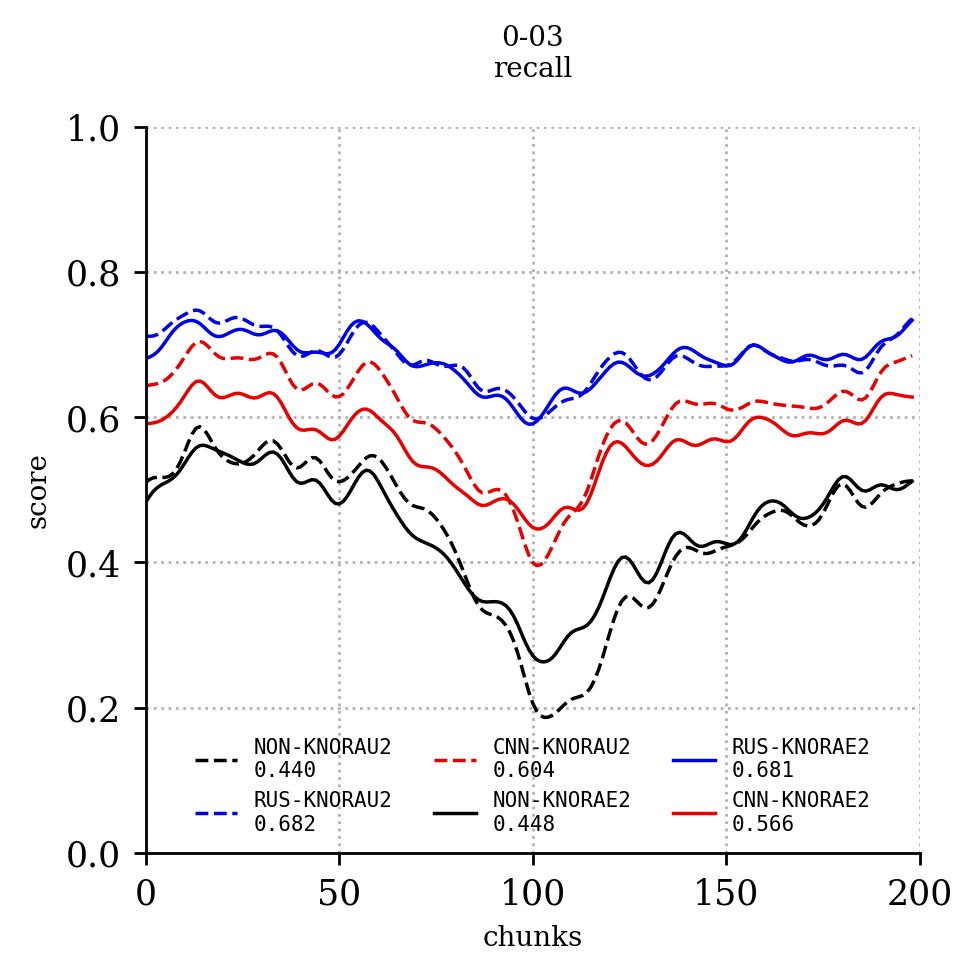 0-03
recall
1.0
0.8
0.6
0.4
0.2
0.0
score
NON-KNORAU2
0.440
RUS-KNORAU2
0.682
CNN-KNORAU2
0.604
NON-KNORAE2
0.448
RUS-KNORAE2
0.681
CNN-KNORAE2
0.566
0 50 100 150 200
chunks